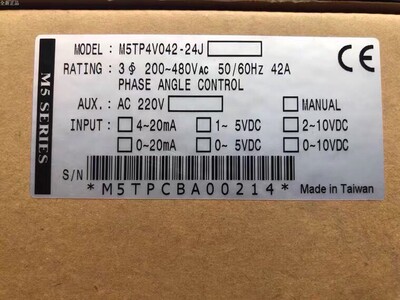 M5 SERIES
MODEL: M5TP4V042-24J
RATING: 3φ 200~480VAC 50/60Hz 42A
PHASE ANGLE CONTROL
AUX.: AC 220V MANUAL
INPUT: 4~20mA 1~ 5VDC 2~10VDC
0~20mA 0~ 5VDC 0~10VDC
S/N
*M5TPCBA00214*
Made in Taiwan
CE